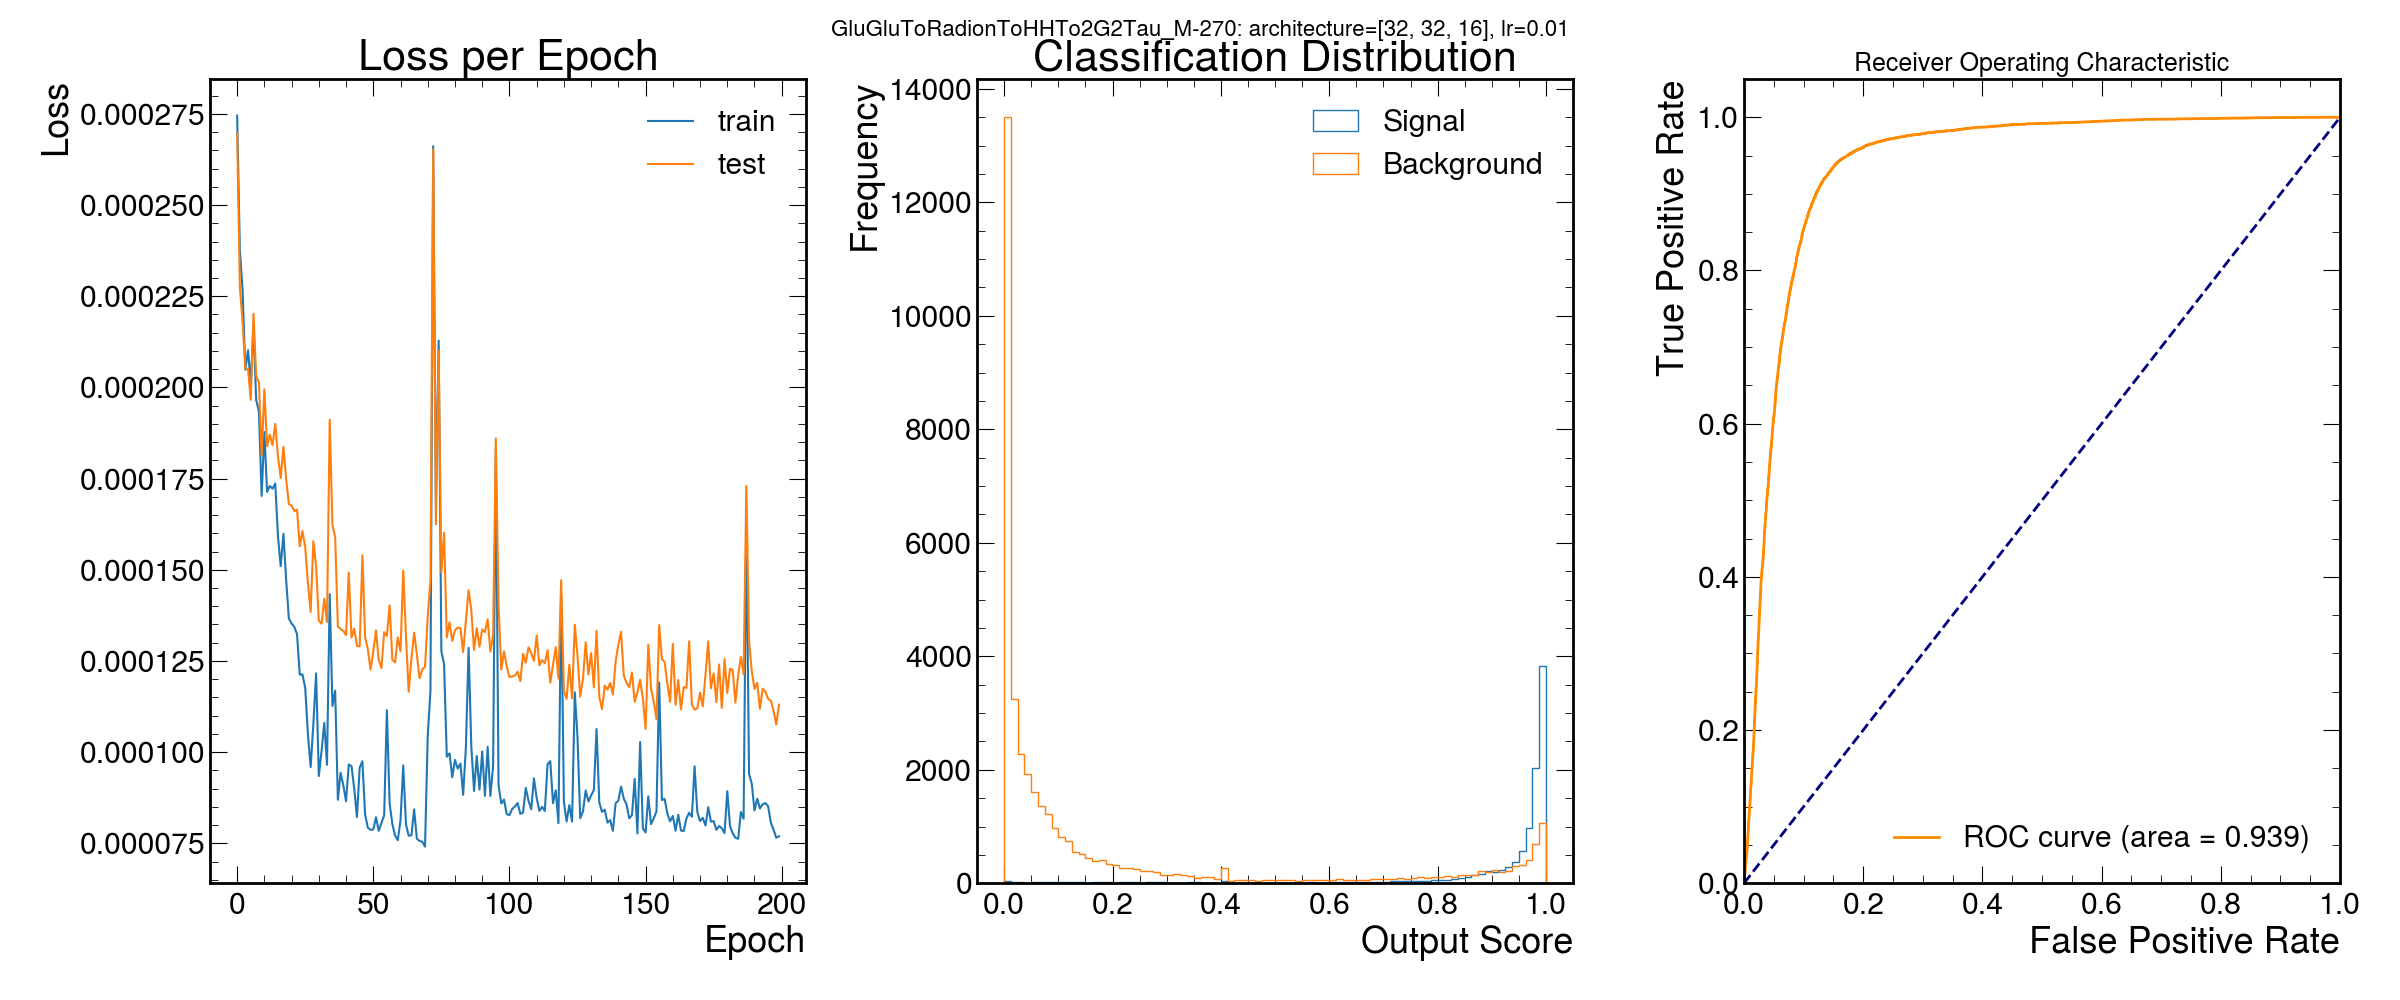 GluGluToRadionToHHTo2G2Tau_M-270: architecture=[32, 32, 16], lr=0.01
Loss per Epoch
Loss
0.000275
0.000250
0.000225
0.000200
0.000175
0.000150
0.000125
0.000100
0.000075
train
test
0 50 100 150 200
Epoch
Classification Distribution
Frequency
14000
12000
10000
8000
6000
4000
2000
0
Signal
Background
0.0 0.2 0.4 0.6 0.8 1.0
Output Score
Receiver Operating Characteristic
True Positive Rate
1.0
0.8
0.6
0.4
0.2
0.0
ROC curve (area = 0.939)
0.0 0.2 0.4 0.6 0.8 1.0
False Positive Rate